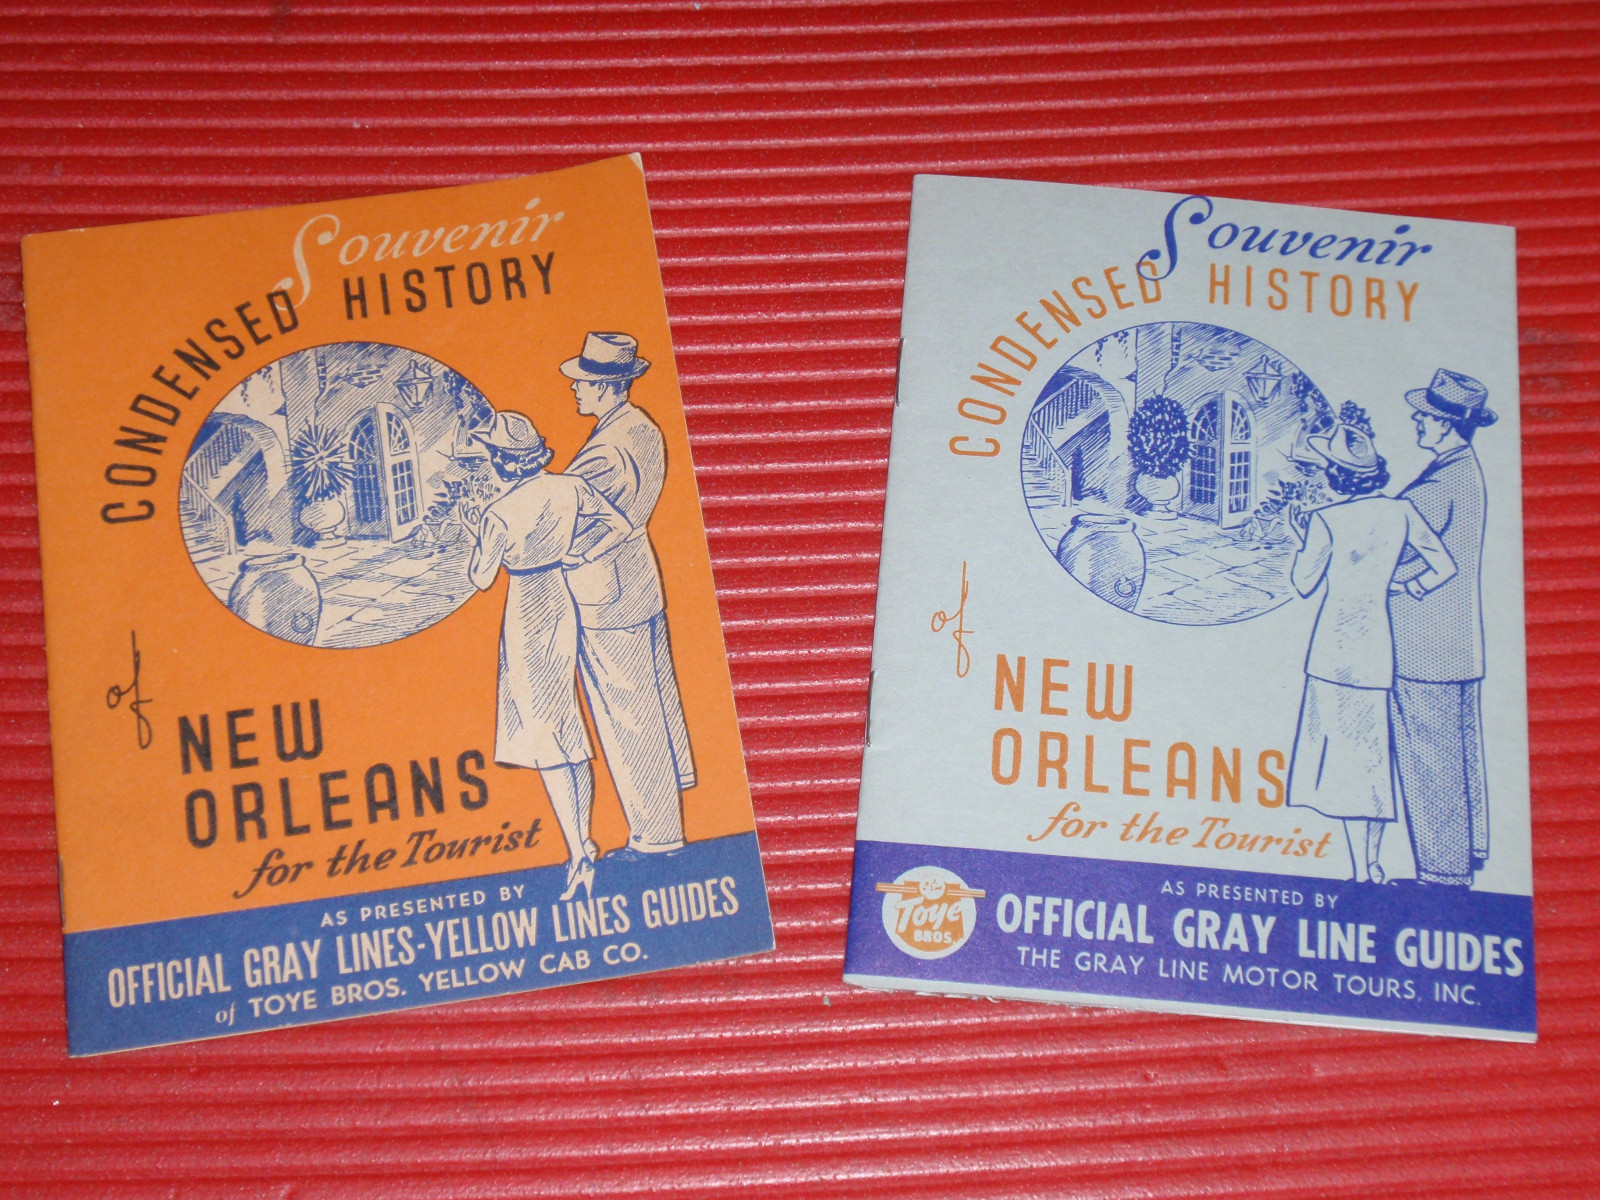 Souvenir
CONDENSED HISTORY
of
NEW
ORLEANS
for the Tourist
AS PRESENTED BY
OFFICIAL GRAY LINES-YELLOW LINES GUIDES
of TOYE BROS. YELLOW CAB CO.
Souvenir
CONDENSED HISTORY
of
NEW
ORLEANS
for the Tourist
Toye
BROS.
AS PRESENTED BY
OFFICIAL GRAY LINE GUIDES
THE GRAY LINE MOTOR TOURS, INC.